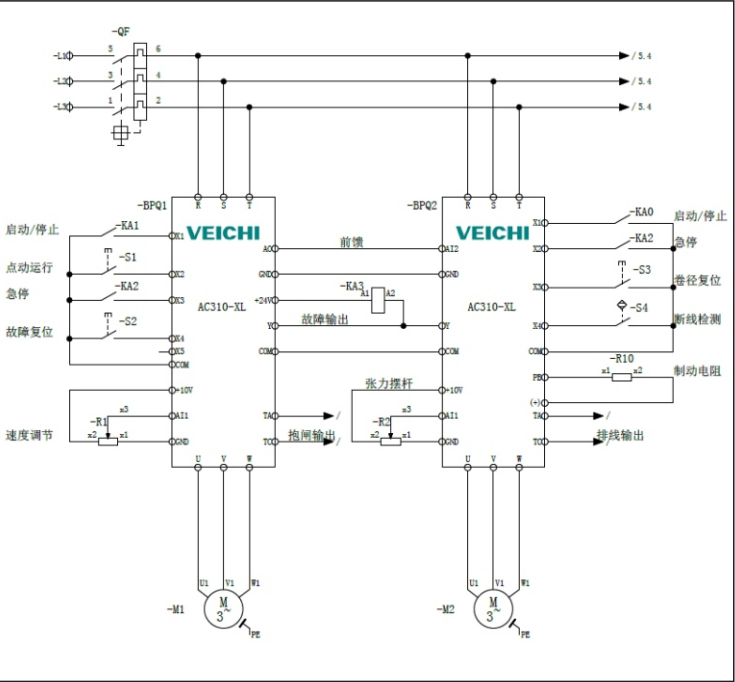 -QF
-L1 5 6 /5.4
-L2 3 4 /5.4
-L3 1 2 /5.4
-BPQ1 R S T
-BPQ2 R S T
启动/停止 -KA1 X1 VEICHI
点动运行 -S1 X2
急停 -KA2 X3 AC310-XL
故障复位 -S2 X4
X5
COM
+10V
-R1 x3 AI1
速度调节 x2 x1 GND
AO 前馈 AI2
GND GND
+24V -KA3 A1 A2
Y 故障输出 Y
COM COM
张力摆杆 +10V
TA / -R2 x3 AI1
TC 抱闸输出 / x2 x1 GND
VEICHI X1 -KA0 启动/停止
X2 -KA2 急停
X3 -S3 卷径复位
AC310-XL X4 -S4 断线检测
COM
PB x1 -R10 x2 制动电阻
(+)
TA /
TC 排线输出
U V W
U V W
U1 V1 W1
U1 V1 W1
-M1 M 3~ PE
-M2 M 3~ PE